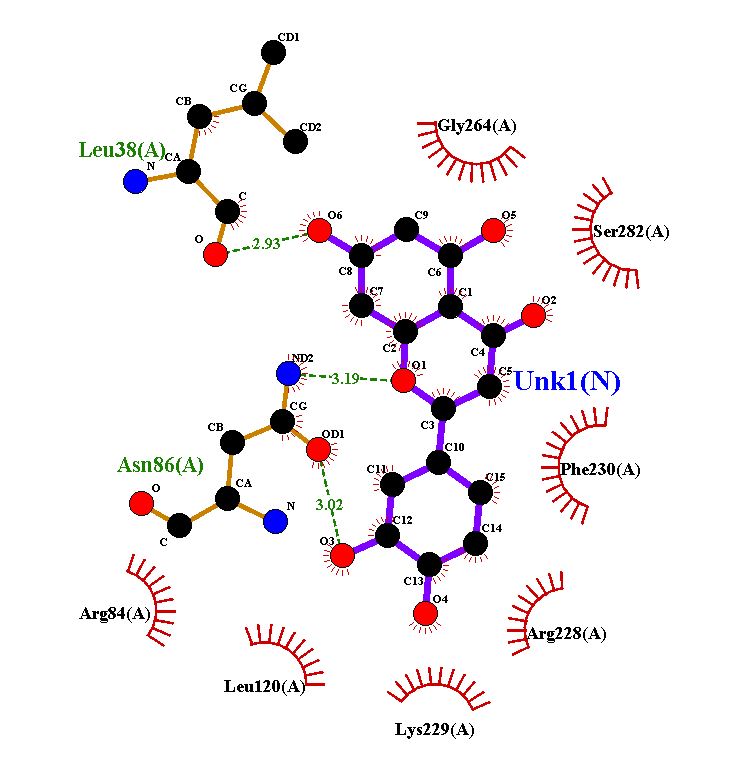 CD1
CG
CB
CD2
Leu38(A)
CA
N
C
O
2.93
O6
C9
O5
Gly264(A)
Ser282(A)
C8
C6
C7
C1
O2
C2
C4
ND2
3.19
O1
C5
Unk1(N)
CG
C3
CB
OD1
C10
Asn86(A)
C11
C15
Phe230(A)
O
CA
N
3.02
C
C12
C14
O3
C13
O4
Arg84(A)
Arg228(A)
Leu120(A)
Lys229(A)